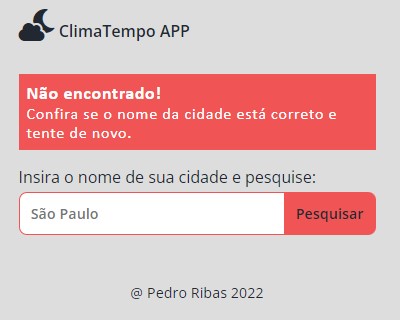 ClimaTempo APP
Não encontrado!
Confira se o nome da cidade está correto e
tente de novo.
Insira o nome de sua cidade e pesquise:
São Paulo
Pesquisar
@ Pedro Ribas 2022